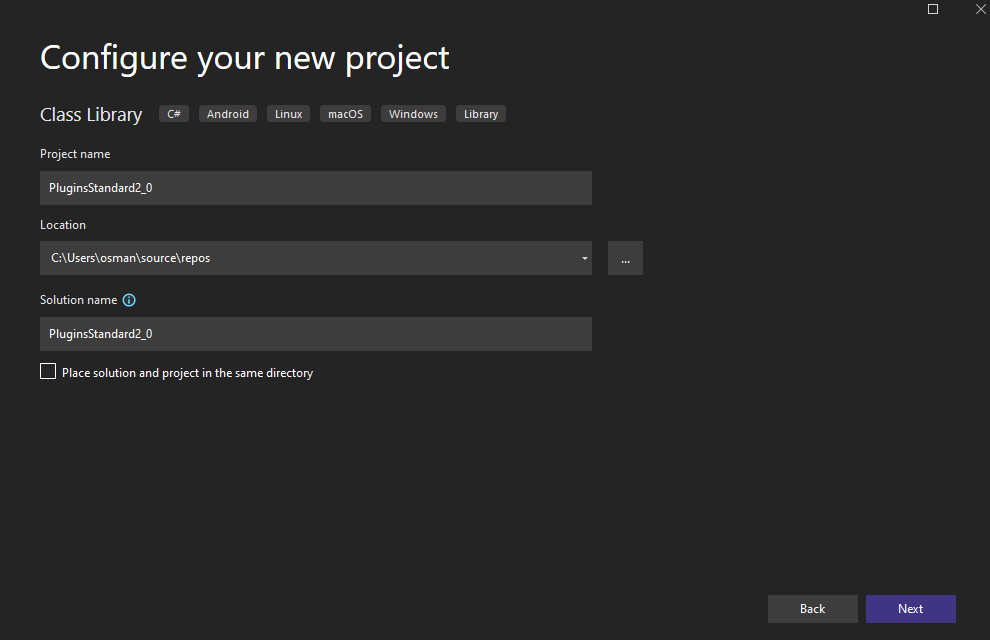 Configure your new project
Class Library C# Android Linux macOS Windows Library
Project name
PluginsStandard2_0
Location
C:\Users\osman\source\repos
...
Solution name
PluginsStandard2_0
Place solution and project in the same directory
Back Next